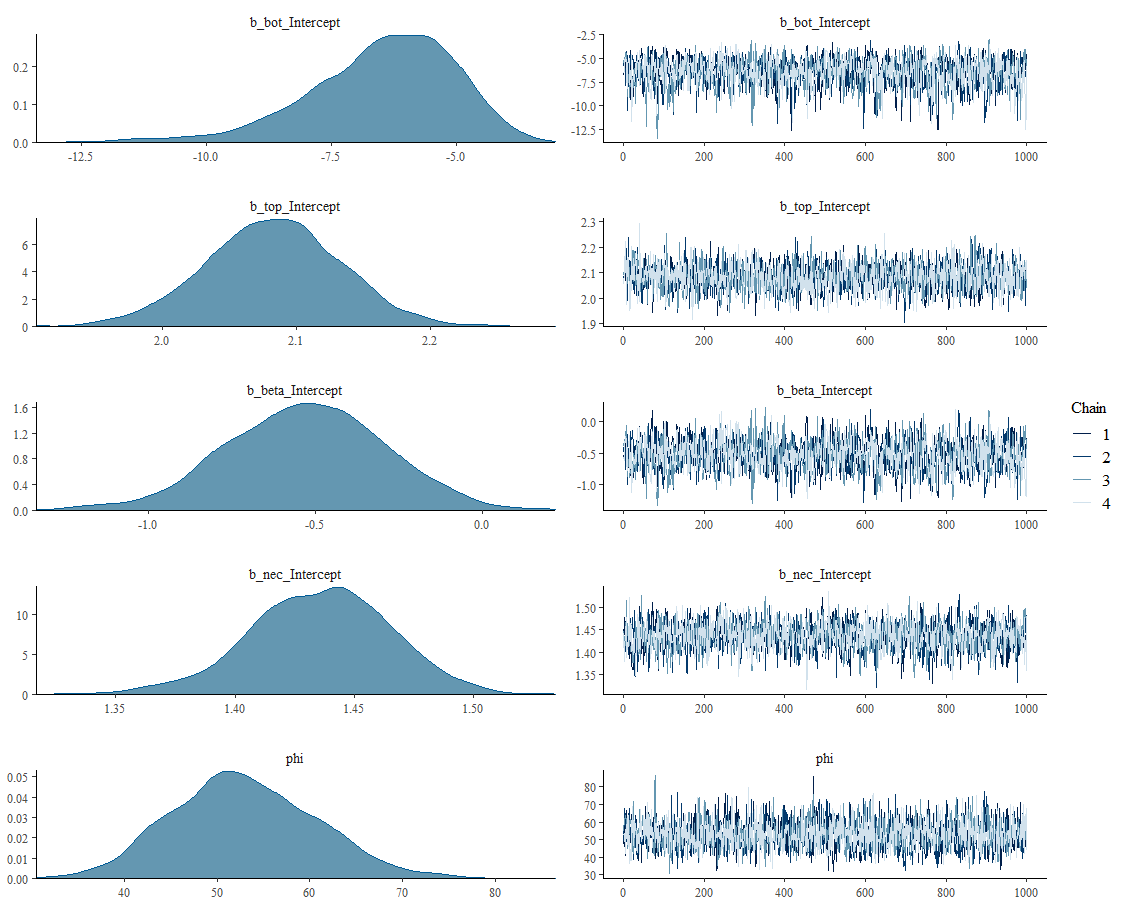 b_bot_Intercept
0.2
0.1
0.0
-12.5 -10.0 -7.5 -5.0
b_bot_Intercept
-2.5
-5.0
-7.5
-10.0
-12.5
0 200 400 600 800 1000
b_top_Intercept
6
4
2
0
2.0 2.1 2.2
b_top_Intercept
2.3
2.2
2.1
2.0
1.9
0 200 400 600 800 1000
b_beta_Intercept
1.6
1.2
0.8
0.4
0.0
-1.0 -0.5 0.0
b_beta_Intercept
0.0
-0.5
-1.0
0 200 400 600 800 1000
b_nec_Intercept
10
5
0
1.35 1.40 1.45 1.50
b_nec_Intercept
1.50
1.45
1.40
1.35
0 200 400 600 800 1000
phi
0.05
0.04
0.03
0.02
0.01
0.00
40 50 60 70 80
phi
80
70
60
50
40
30
0 200 400 600 800 1000
Chain
1
2
3
4